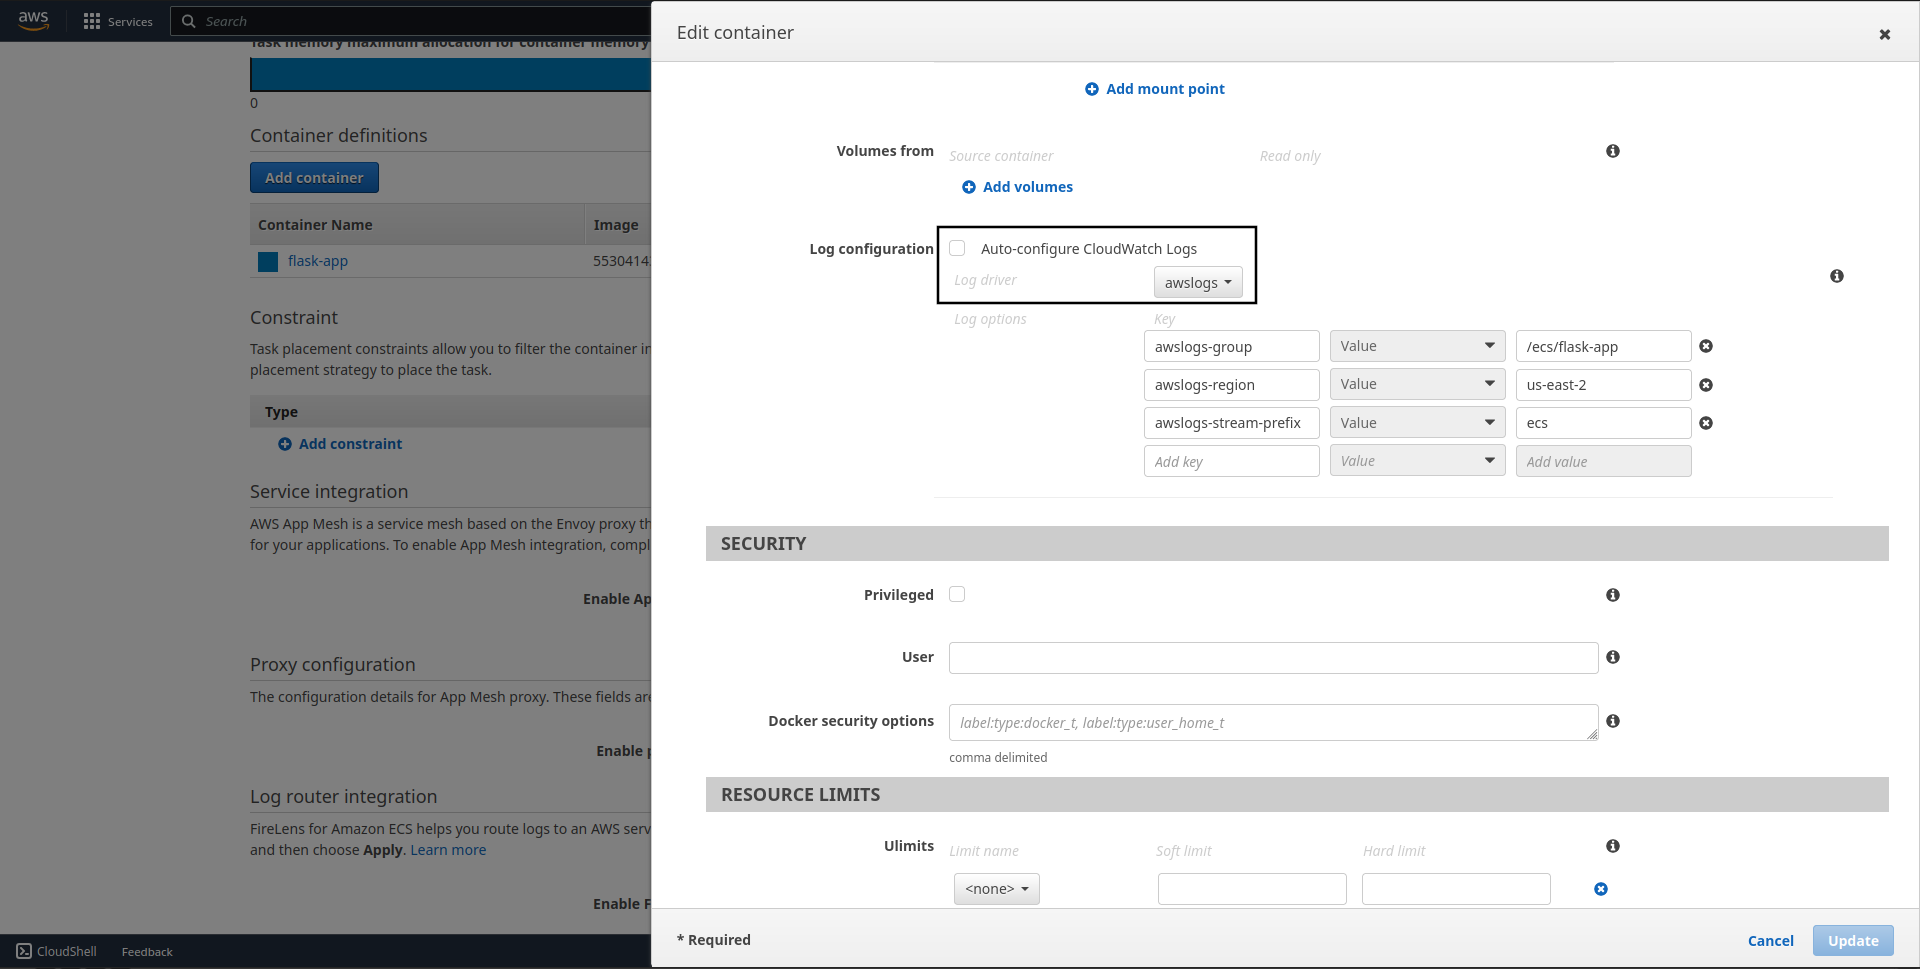 aws
Services
Search
Task memory maximum allocation for container memory
0
Container definitions
Add container
Container Name
Image
flask-app
Constraint
Task placement constraints allow you to filter the container
placement strategy to place the task.
Type
Add constraint
Service integration
AWS App Mesh is a service mesh based on the Envoy proxy
for your applications. To enable App Mesh integration,
Enable
Proxy configuration
The configuration details for App Mesh proxy. These fields
Enable
Log router integration
FireLens for Amazon ECS helps you route logs to an AWS
and then choose Apply. Learn more
Enable
CloudShell
Feedback
Edit container
Add mount point
Volumes from
Source container
Read only
Add volumes
Log configuration
Auto-configure CloudWatch Logs
Log driver
awslogs
Log options
Key
awslogs-group
Value
/ecs/flask-app
awslogs-region
Value
us-east-2
awslogs-stream-prefix
Value
ecs
Add key
Value
Add value
SECURITY
Privileged
User
Docker security options
label:type:docker_t, label:type:user_home_t
comma delimited
RESOURCE LIMITS
Ulimits
Limit name
Soft limit
Hard limit
<none>
* Required
Cancel
Update